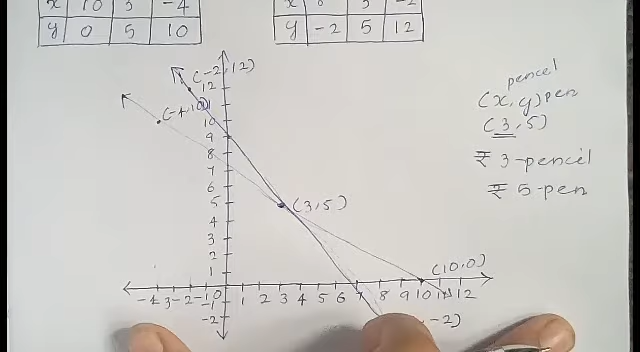 x 10 3 -4
y 0 5 10
x 3 -2
y -2 5 12
(-2, 12)
(-4, 10)
12
11
10
9
8
7
6
5
4
3
2
1
(3, 5)
(10, 0)
-4 -3 -2 -1 0 1 2 3 4 5 6 7 8 9 10 11 12
-1
-2
, -2)
pencil
(x, y) pen
(3, 5)
₹ 3-pencil
₹ 5-pen